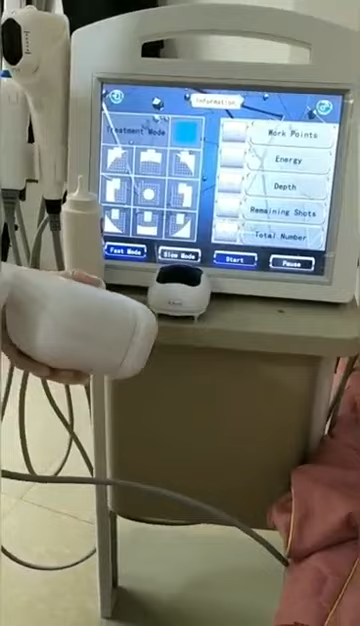 Information
Treatment Mode
Work Points
Energy
Depth
Remaining Shots
Total Number
Fast Mode
Slow Mode
Start
Pause